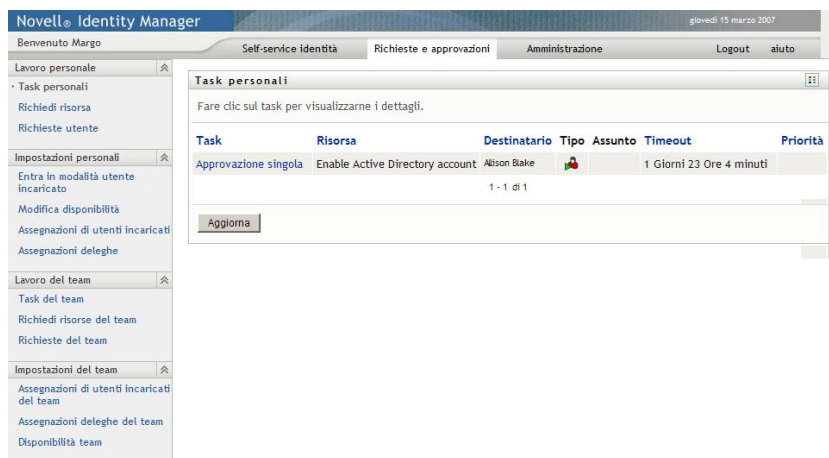 Novell® Identity Manager
giovedì 15 marzo 2007
Benvenuto Margo
Self-service identità
Richieste e approvazioni
Amministrazione
Logout
aiuto
Lavoro personale
Task personali
Richiedi risorsa
Richieste utente
Impostazioni personali
Entra in modalità utente
incaricato
Modifica disponibilità
Assegnazioni di utenti incaricati
Assegnazioni deleghe
Lavoro del team
Task del team
Richiedi risorse del team
Richieste del team
Impostazioni del team
Assegnazioni di utenti incaricati
del team
Assegnazioni deleghe del team
Disponibilità team
Task personali
Fare clic sul task per visualizzarne i dettagli.
Task Risorsa Destinatario Tipo Assunto Timeout Priorità
Approvazione singola Enable Active Directory account Allison Blake 1 Giorni 23 Ore 4 minuti
1 - 1 di 1
Aggiorna